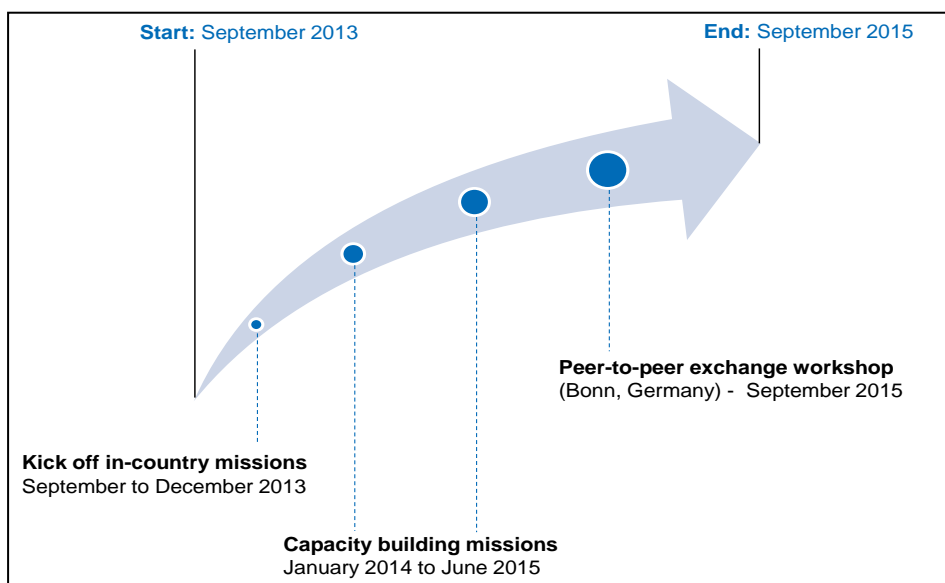 Start: September 2013
End: September 2015
Peer-to-peer exchange workshop
(Bonn, Germany) - September 2015
Kick off in-country missions
September to December 2013
Capacity building missions
January 2014 to June 2015